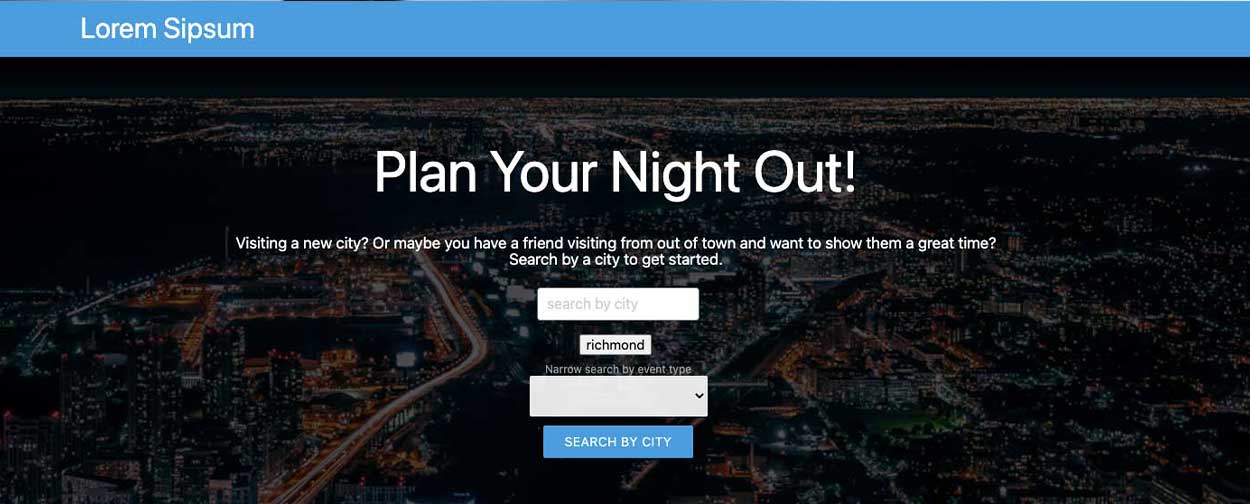 Lorem Sipsum
Plan Your Night Out!
Visiting a new city? Or maybe you have a friend visiting from out of town and want to show them a great time?
Search by a city to get started.
search by city
richmond
Narrow search by event type
SEARCH BY CITY